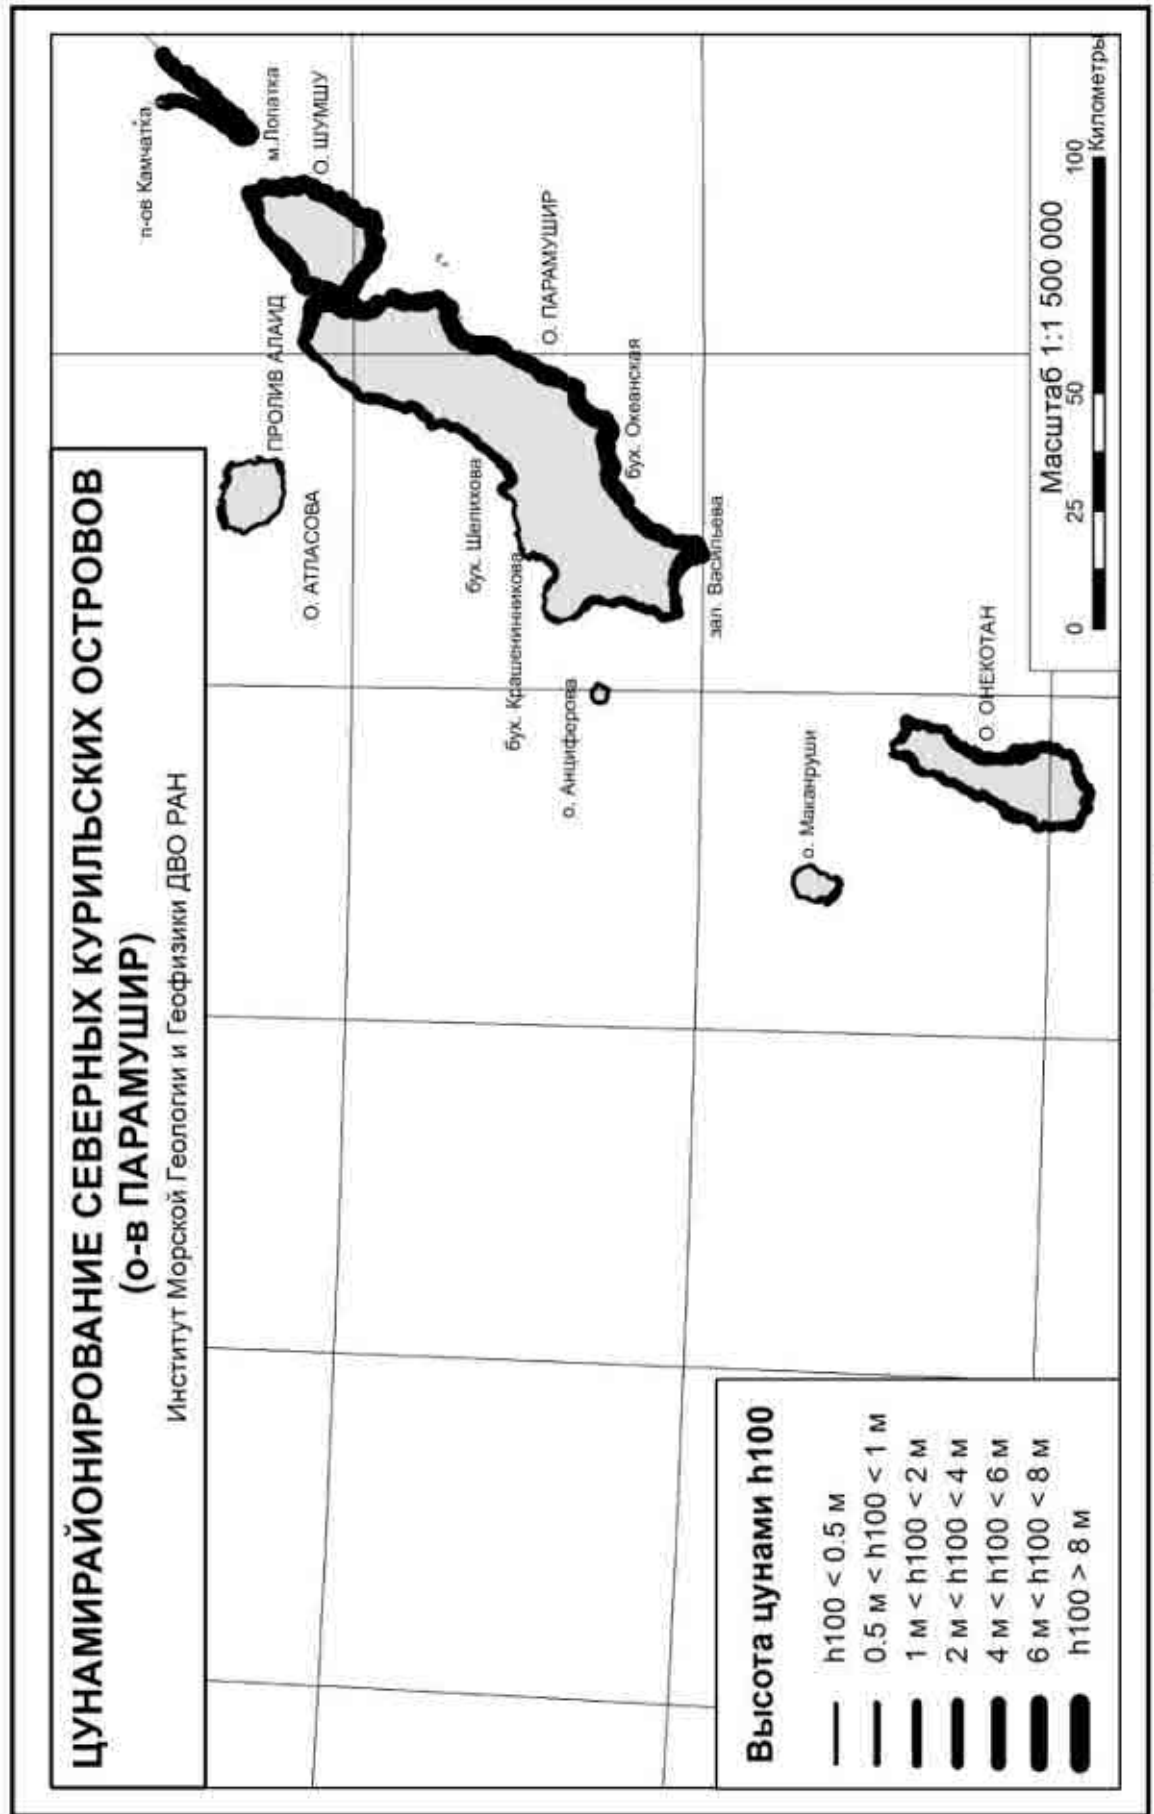 ЦУНАМИРАЙОНИРОВАНИЕ СЕВЕРНЫХ КУРИЛЬСКИХ ОСТРОВОВ
(о-в ПАРАМУШИР)
Институт Морской Геологии и Геофизики ДВО РАН
п-ов Камчатка
м.Лопатка
О. ШУМШУ
ПРОЛИВ АЛАИД
О. АТЛАСОВА
О. ПАРАМУШИР
бух. Шелихова
бух. Океанская
бух. Крашенинникова
зал. Васильева
о. Анциферова
о. Маканруши
О. ОНЕКОТАН
Высота цунами h100
h100 < 0.5 м
0.5 м < h100 < 1 м
1 м < h100 < 2 м
2 м < h100 < 4 м
4 м < h100 < 6 м
6 м < h100 < 8 м
h100 > 8 м
Масштаб 1:1 500 000
0 25 50 100
Километры